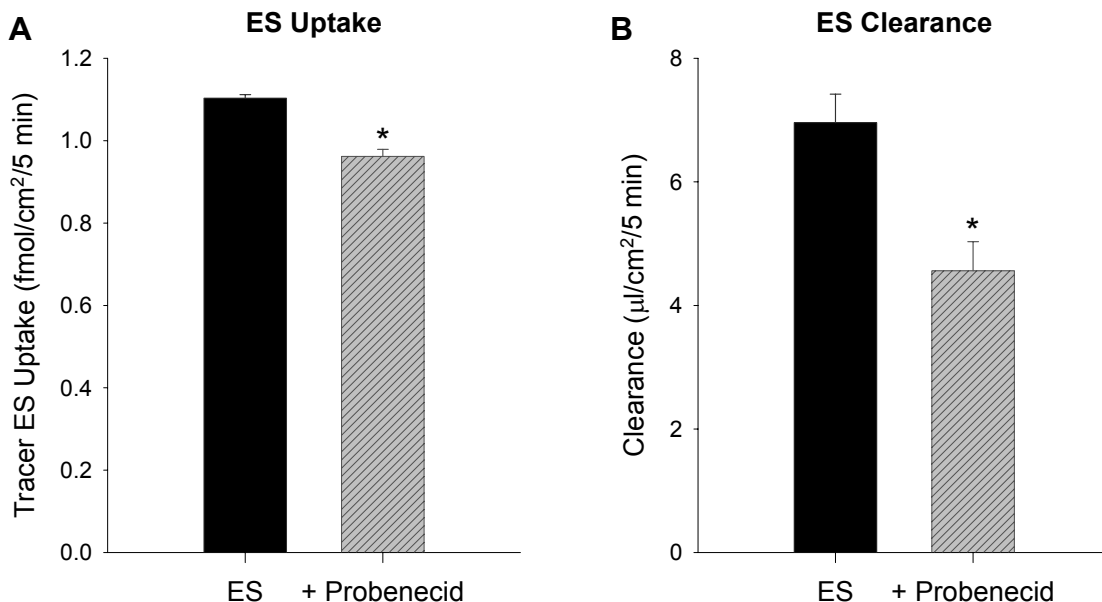 A
ES Uptake
Tracer ES Uptake (fmol/cm²/5 min)
1.2
1.0
0.8
0.6
0.4
0.2
0.0
*
ES
+ Probenecid
B
ES Clearance
Clearance (μl/cm²/5 min)
8
6
4
2
0
*
ES
+ Probenecid